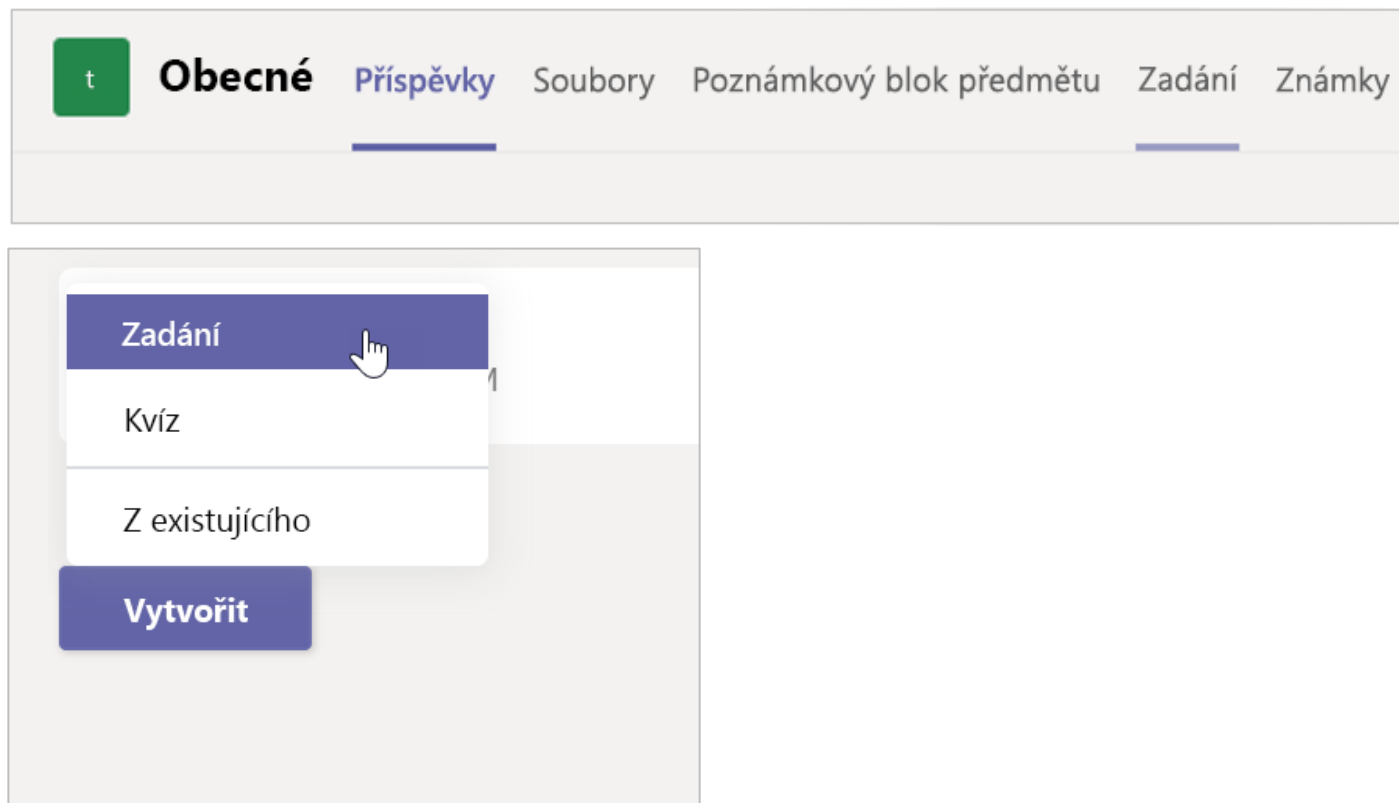 t Obecné Příspěvky Soubory Poznámkový blok předmětu Zadání Známky
Zadání
Kvíz
Z existujícího
Vytvořit